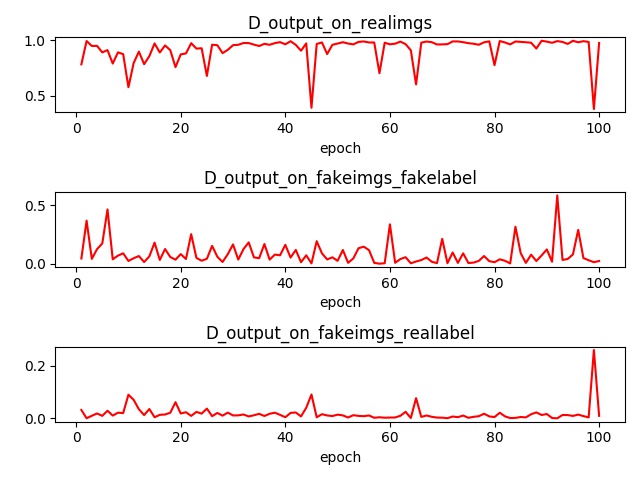 D_output_on_realimgs
1.0
0.5
0 20 40 60 80 100
epoch
D_output_on_fakeimgs_fakelabel
0.5
0.0
0 20 40 60 80 100
epoch
D_output_on_fakeimgs_reallabel
0.2
0.0
0 20 40 60 80 100
epoch